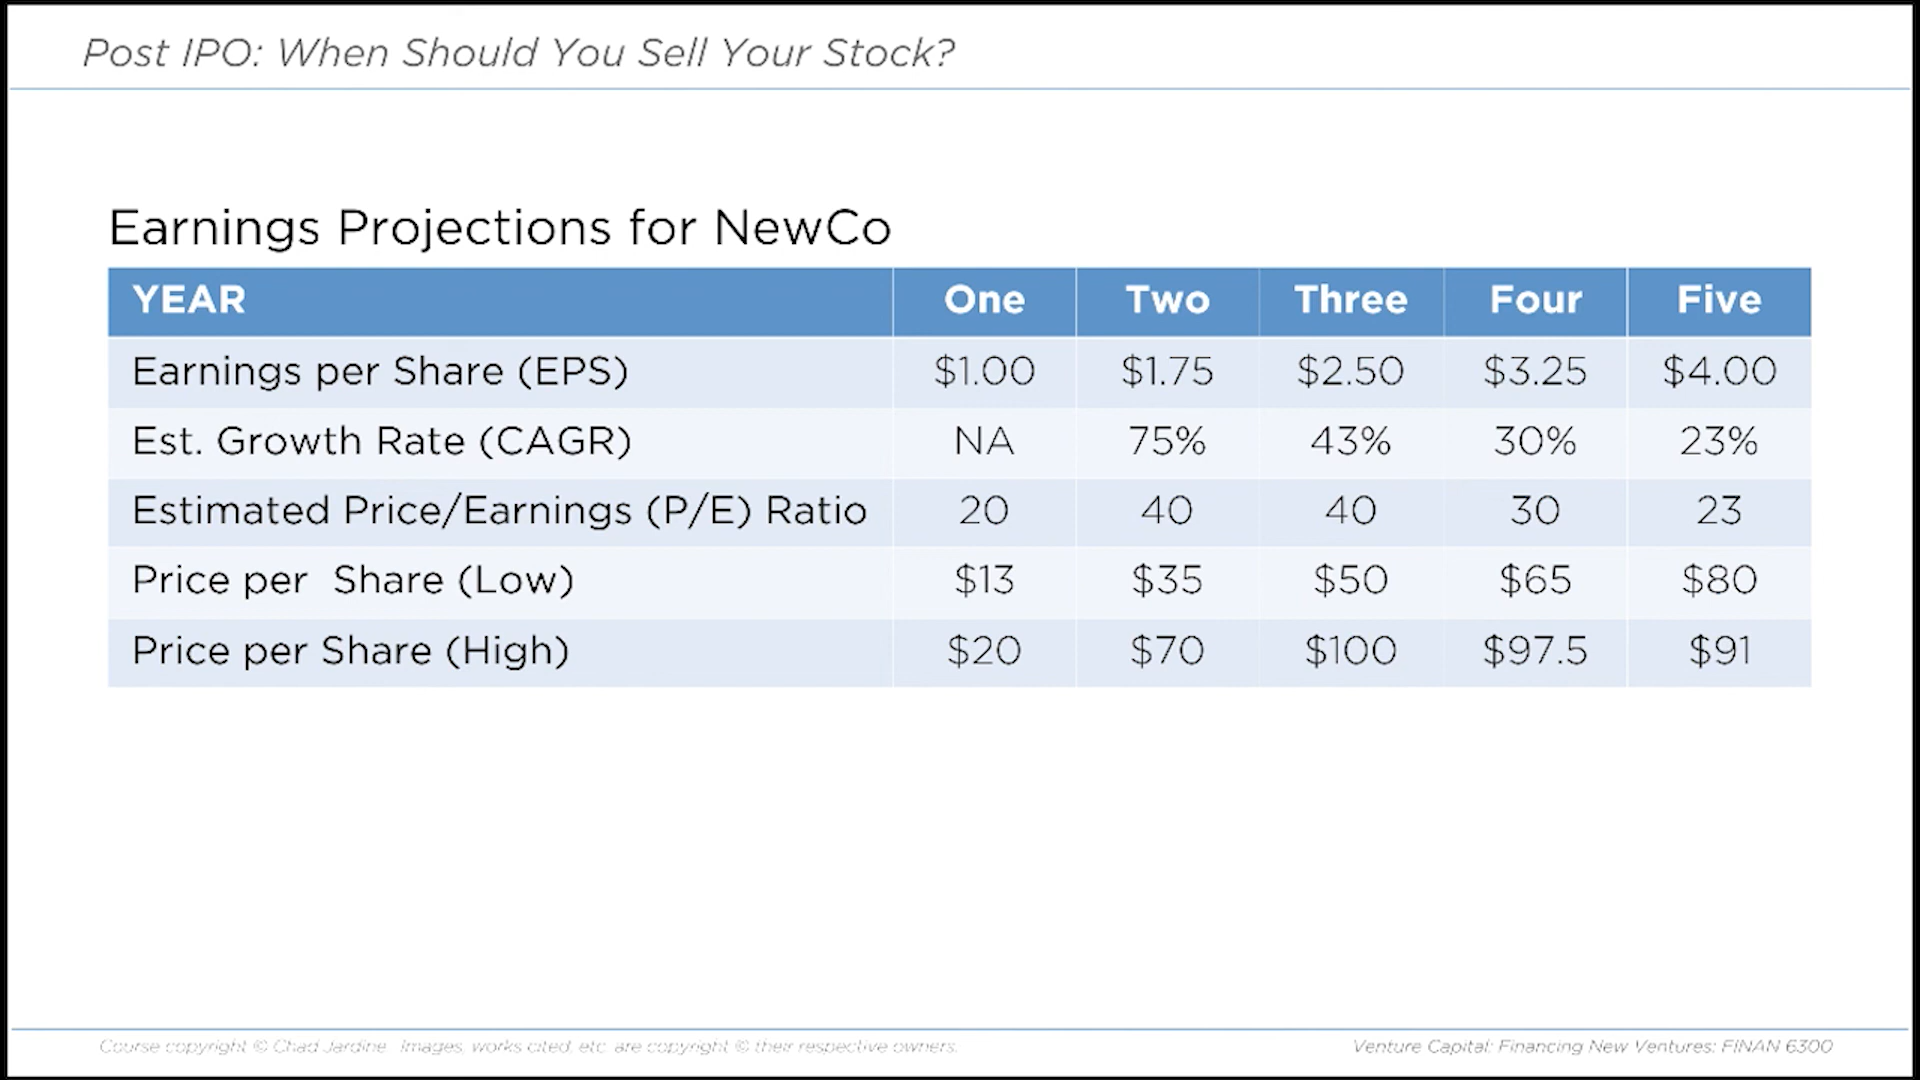 Post IPO: When Should You Sell Your Stock?
Earnings Projections for NewCo
YEAR One Two Three Four Five
Earnings per Share (EPS) $1.00 $1.75 $2.50 $3.25 $4.00
Est. Growth Rate (CAGR) NA 75% 43% 30% 23%
Estimated Price/Earnings (P/E) Ratio 20 40 40 30 23
Price per Share (Low) $13 $35 $50 $65 $80
Price per Share (High) $20 $70 $100 $97.5 $91
Course copyright © Chad Jardine. Images, works cited, etc. are copyright © their respective owners. Venture Capital: Financing New Ventures: FINAN 6300